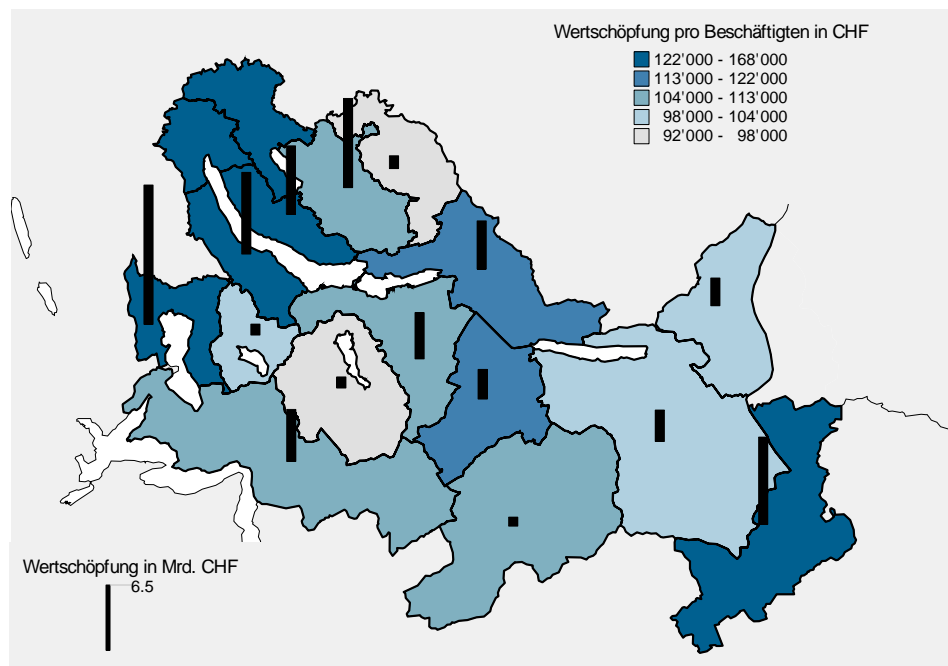 Wertschöpfung pro Beschäftigten in CHF
122'000 - 168'000
113'000 - 122'000
104'000 - 113'000
98'000 - 104'000
92'000 - 98'000
Wertschöpfung in Mrd. CHF
6.5